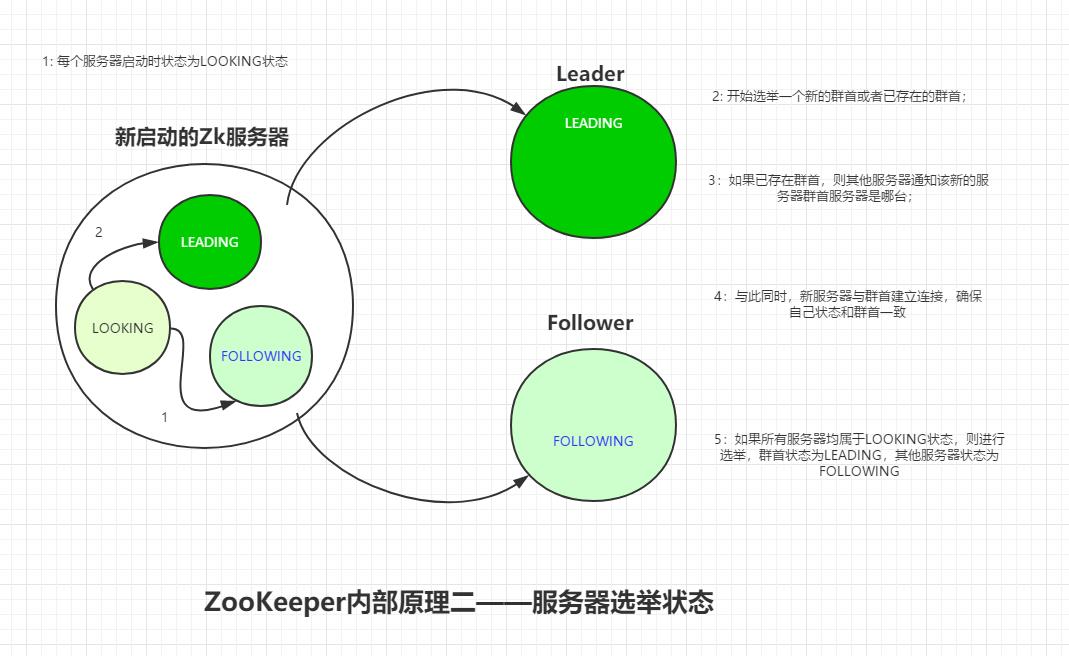 1: 每个服务器启动时状态为LOOKING状态
Leader
2: 开始选举一个新的群首或者已存在的群首；
LEADING
新启动的Zk服务器
3：如果已存在群首，则其他服务器通知该新的服
务器群首服务器是哪台；
2
LEADING
LOOKING
FOLLOWING
1
4：与此同时，新服务器与群首建立连接，确保
自己状态和群首一致
Follower
FOLLOWING
5：如果所有服务器均属于LOOKING状态，则进行
选举，群首状态为LEADING，其他服务器状态为
FOLLOWING
ZooKeeper内部原理二——服务器选举状态